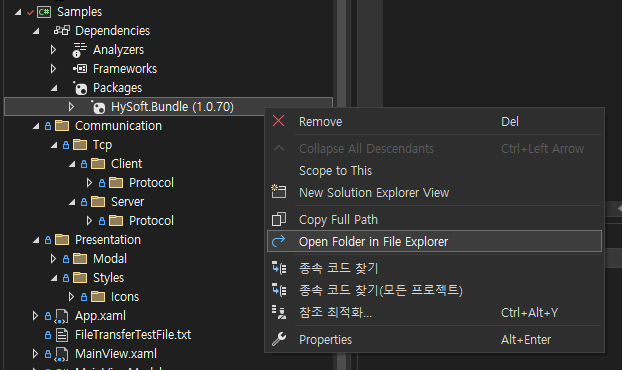 Samples
Dependencies
Analyzers
Frameworks
Packages
HySoft.Bundle (1.0.70)
Communication
Tcp
Client
Protocol
Server
Protocol
Presentation
Modal
Styles
Icons
App.xaml
FileTransferTestFile.txt
MainView.xaml
Remove Del
Collapse All Descendants Ctrl+Left Arrow
Scope to This
New Solution Explorer View
Copy Full Path
Open Folder in File Explorer
종속 코드 찾기
종속 코드 찾기(모든 프로젝트)
참조 최적화... Ctrl+Alt+Y
Properties Alt+Enter